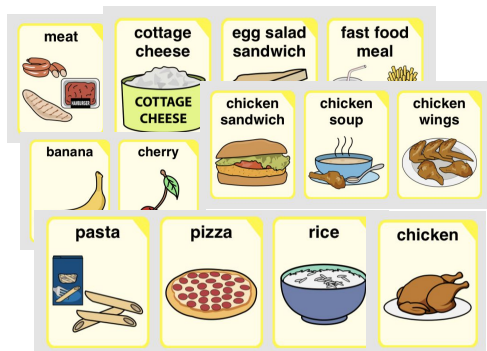 meat
cottage
cheese
COTTAGE
CHEESE
egg salad
sandwich
fast food
meal
HAMBURGER
chicken
sandwich
chicken
soup
chicken
wings
banana
cherry
pasta
pizza
rice
chicken